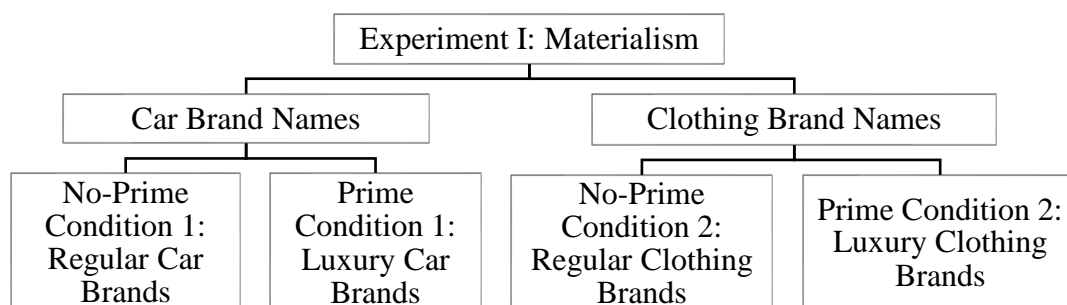 Experiment I: Materialism
Car Brand Names
Clothing Brand Names
No-Prime
Condition 1:
Regular Car
Brands
Prime
Condition 1:
Luxury Car
Brands
No-Prime
Condition 2:
Regular Clothing
Brands
Prime Condition 2:
Luxury Clothing
Brands